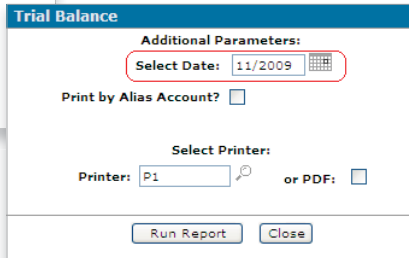 Trial Balance
Additional Parameters:
Select Date: 11/2009
Print by Alias Account?
Select Printer:
Printer: P1 or PDF:
Run Report Close